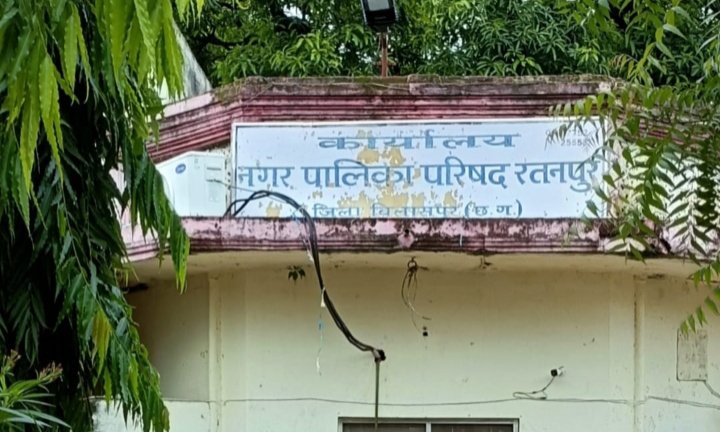 कार्यालय
नगर पालिका परिषद रतनपुर
जिला बिलासपुर (छ.ग.)